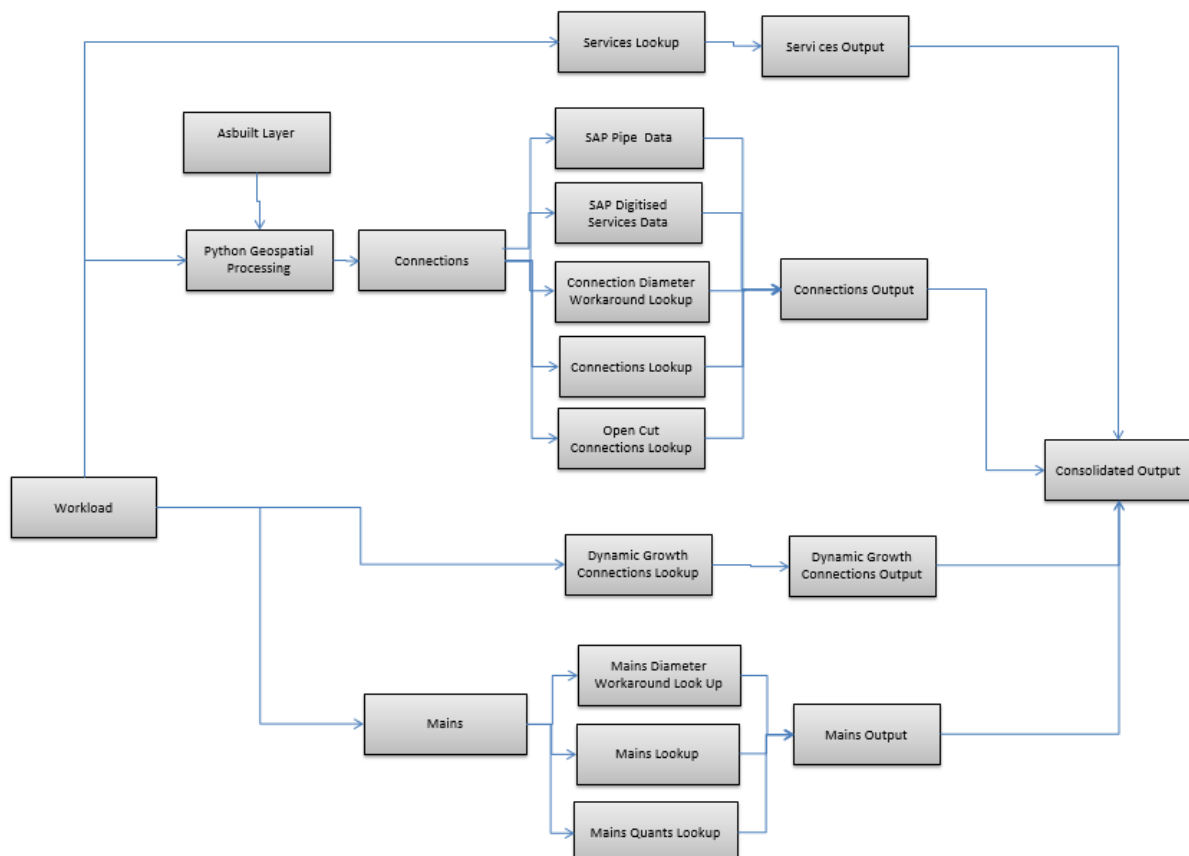 Services Lookup
Servi ces Output
Asbuilt Layer
SAP Pipe Data
SAP Digitised
Services Data
Python Geospatial
Processing
Connections
Connection Diameter
Workaround Lookup
Connections Output
Connections Lookup
Open Cut
Connections Lookup
Consolidated Output
Workload
Dynamic Growth
Connections Lookup
Dynamic Growth
Connections Output
Mains Diameter
Workaround Look Up
Mains
Mains Lookup
Mains Output
Mains Quants Lookup